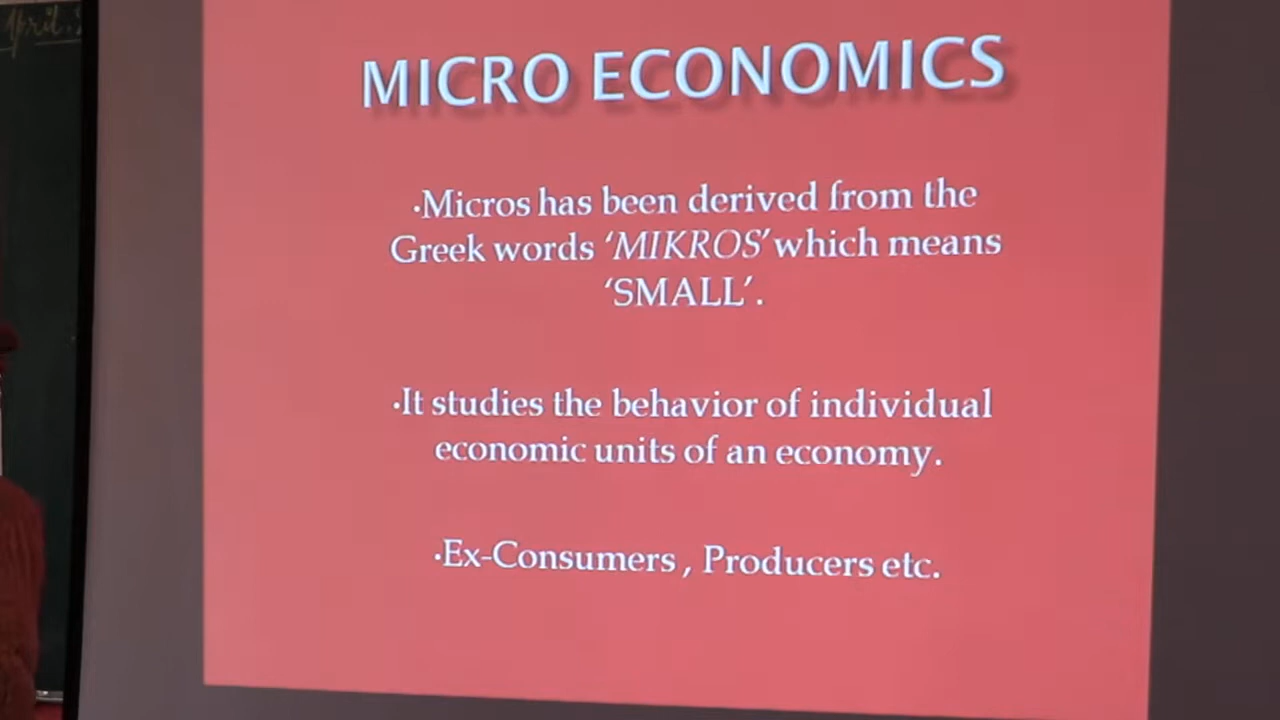 MICRO ECONOMICS
•Micros has been derived from the
Greek words ‘MIKROS’ which means
‘SMALL’.
•It studies the behavior of individual
economic units of an economy.
•Ex-Consumers , Producers etc.
April